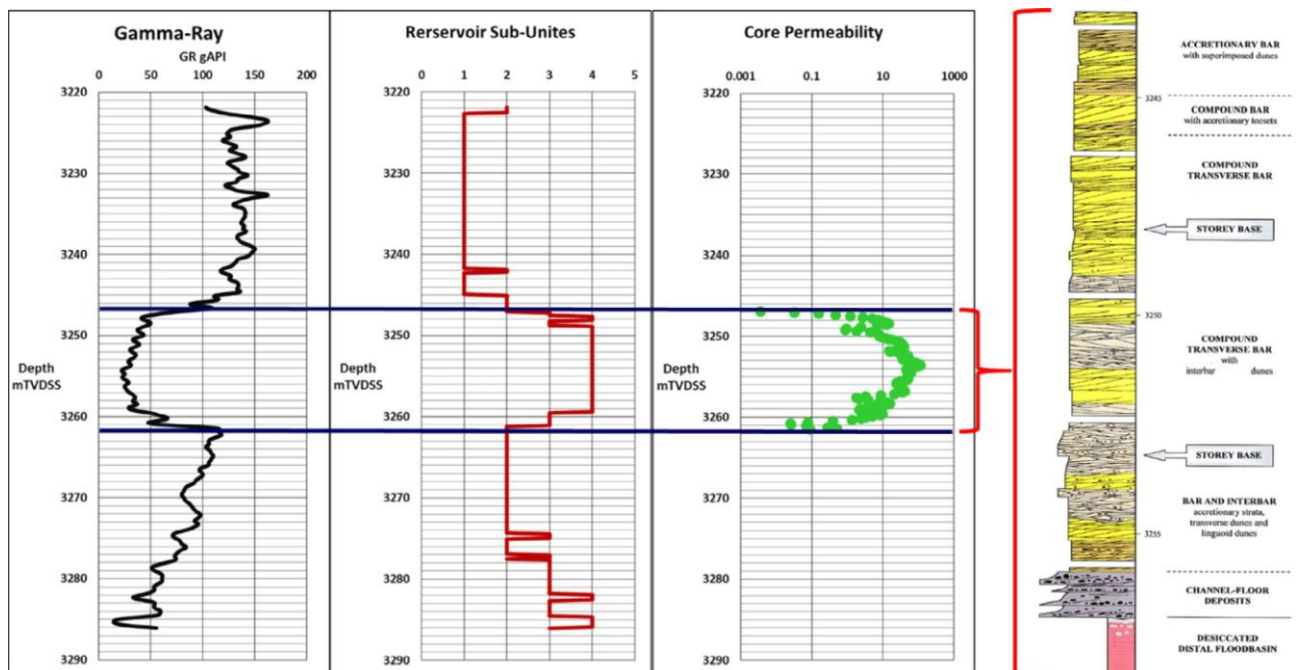 Gamma-Ray
GR gAPI
0 50 100 150 200
3220
3230
3240
3250
Depth
mTVDSS
3260
3270
3280
3290
Rerservoir Sub-Unites
0 1 2 3 4 5
3220
3230
3240
3250
Depth
mTVDSS
3260
3270
3280
3290
Core Permeability
0.001 0.1 10 1000
3220
3230
3240
3250
Depth
mTVDSS
3260
3270
3280
3290
ACCRETIONARY BAR
with superimposed dunes
3245
COMPOUND BAR
with accretionary toesets
COMPOUND
TRANSVERSE BAR
STOREY BASE
3250
COMPOUND
TRANSVERSE BAR
with
interbar dunes
STOREY BASE
BAR AND INTERBAR
accretionary strata,
transverse dunes and
linguoid dunes
3255
CHANNEL-FLOOR
DEPOSITS
DESICCATED
DISTAL FLOODBASIN